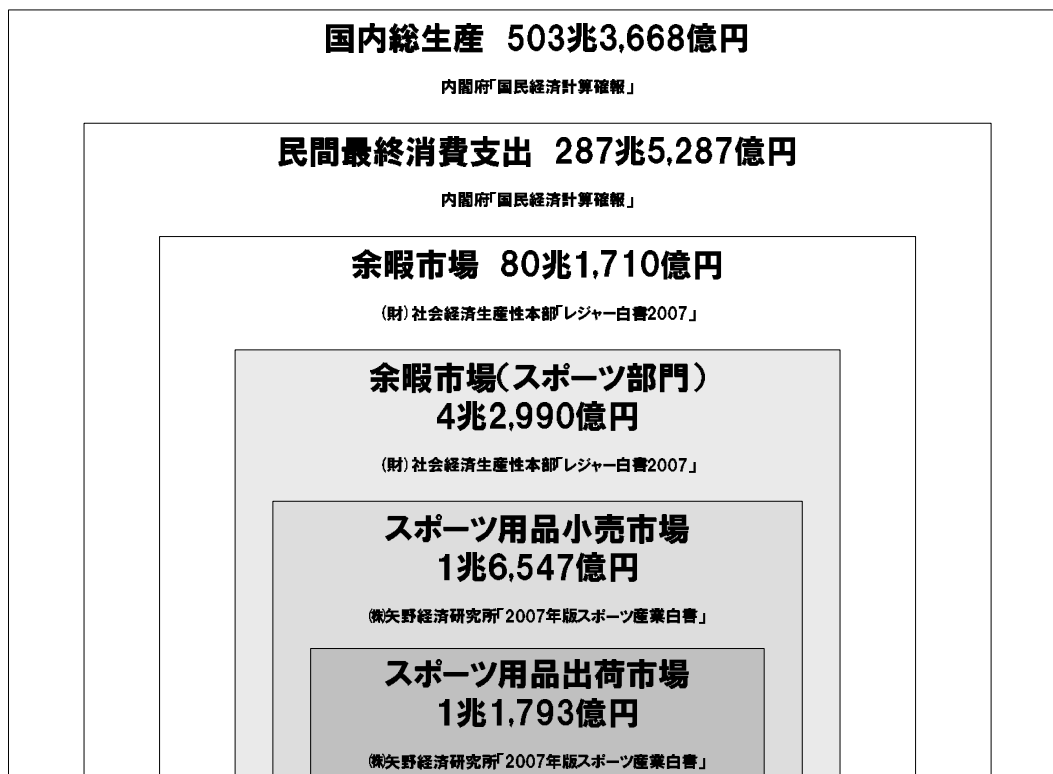 国内総生産 503兆3,668億円
内閣府「国民経済計算確報」
民間最終消費支出 287兆5,287億円
内閣府「国民経済計算確報」
余暇市場 80兆1,710億円
(財)社会経済生産性本部「レジャー白書2007」
余暇市場(スポーツ部門)
4兆2,990億円
(財)社会経済生産性本部「レジャー白書2007」
スポーツ用品小売市場
1兆6,547億円
㈱矢野経済研究所「2007年版スポーツ産業白書」
スポーツ用品出荷市場
1兆1,793億円
㈱矢野経済研究所「2007年版スポーツ産業白書」